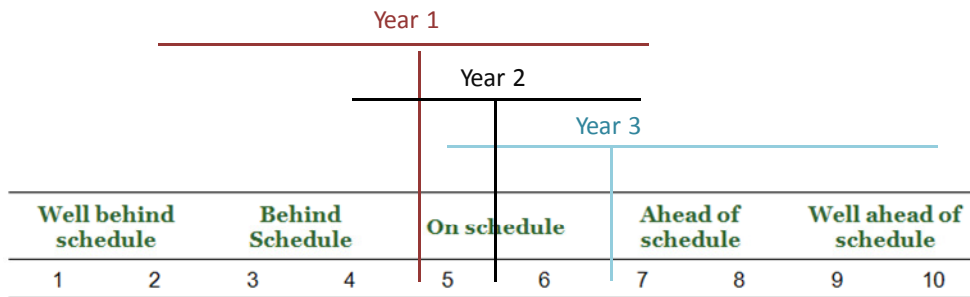 Year 1
Year 2
Year 3
Well behind schedule Behind Schedule On schedule Ahead of schedule Well ahead of schedule
1 2 3 4 5 6 7 8 9 10